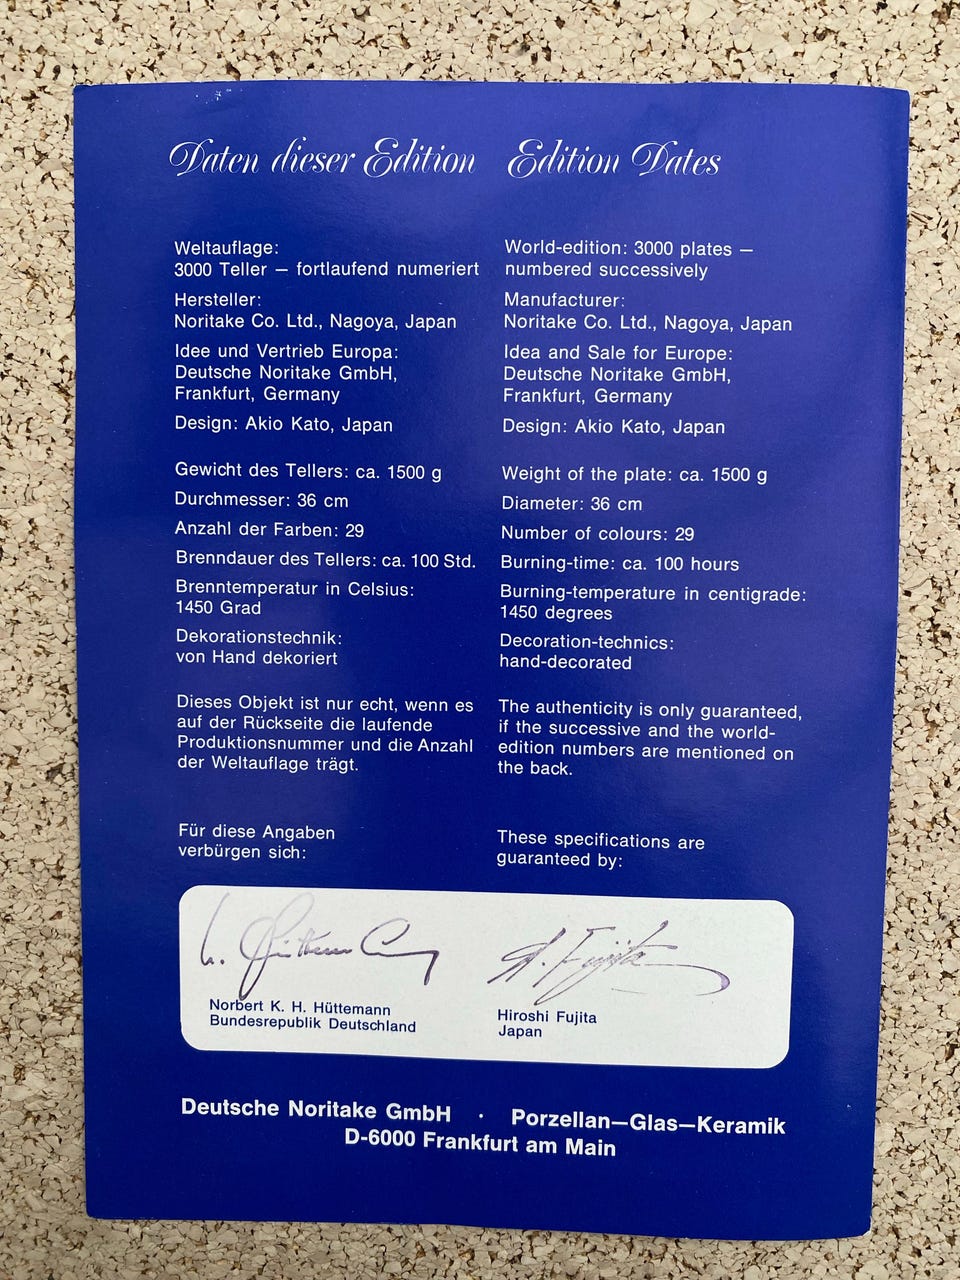 Daten dieser Edition
Weltauflage:
3000 Teller — fortlaufend numeriert
Hersteller:
Noritake Co. Ltd., Nagoya, Japan
Idee und Vertrieb Europa:
Deutsche Noritake GmbH,
Frankfurt, Germany
Design: Akio Kato, Japan
Gewicht des Tellers: ca. 1500 g
Durchmesser: 36 cm
Anzahl der Farben: 29
Brenndauer des Tellers: ca. 100 Std.
Brenntemperatur in Celsius:
1450 Grad
Dekorationstechnik:
von Hand dekoriert
Dieses Objekt ist nur echt, wenn es
auf der Rückseite die laufende
Produktionsnummer und die Anzahl
der Weltauflage trägt.
Für diese Angaben
verbürgen sich:
Edition Dates
World-edition: 3000 plates —
numbered successively
Manufacturer:
Noritake Co. Ltd., Nagoya, Japan
Idea and Sale for Europe:
Deutsche Noritake GmbH,
Frankfurt, Germany
Design: Akio Kato, Japan
Weight of the plate: ca. 1500 g
Diameter: 36 cm
Number of colours: 29
Burning-time: ca. 100 hours
Burning-temperature in centigrade:
1450 degrees
Decoration-technics:
hand-decorated
The authenticity is only guaranteed,
if the successive and the world-
edition numbers are mentioned on
the back.
These specifications are
guaranteed by:
Norbert K. H. Hüttemann
Bundesrepublik Deutschland
H. Fujita
Hiroshi Fujita
Japan
Deutsche Noritake GmbH · Porzellan—Glas—Keramik
D-6000 Frankfurt am Main